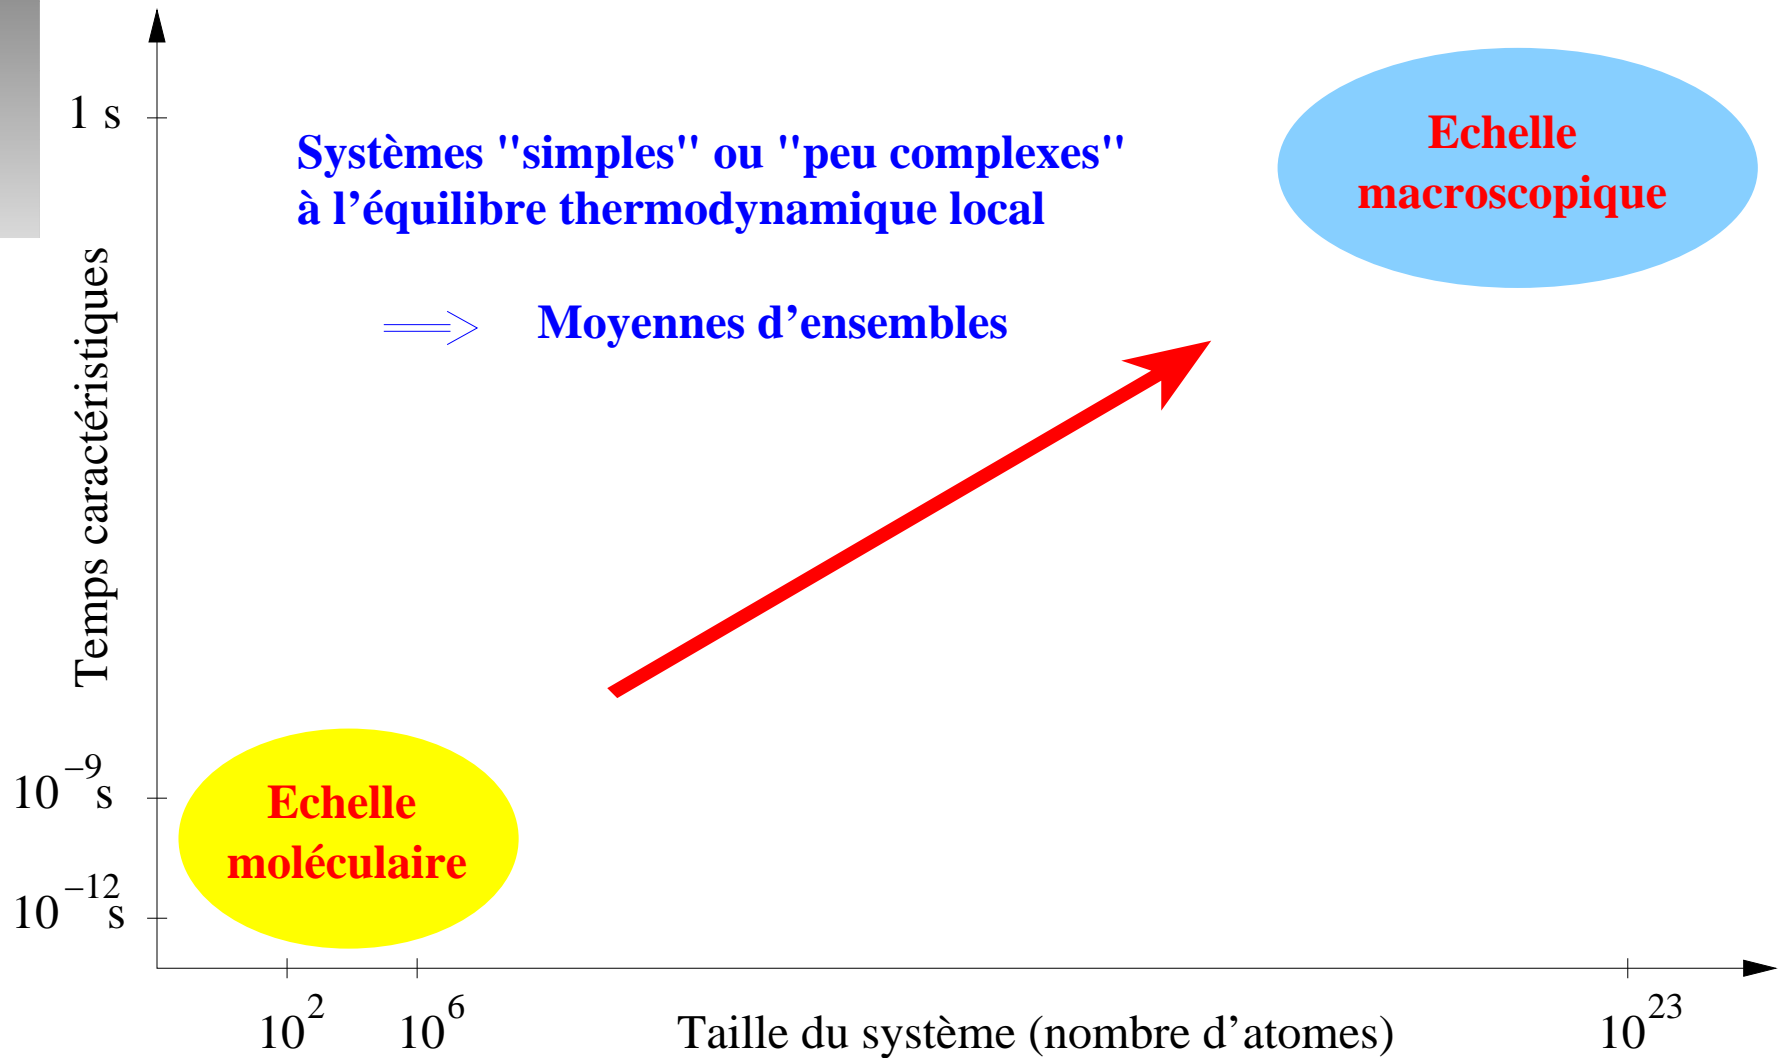 1 s
Systèmes "simples" ou "peu complexes"
à l'équilibre thermodynamique local
⟹ Moyennes d'ensembles
Echelle
macroscopique
Temps caractéristiques
10⁻⁹ s
10⁻¹² s
Echelle
moléculaire
10² 10⁶ Taille du système (nombre d'atomes) 10²³